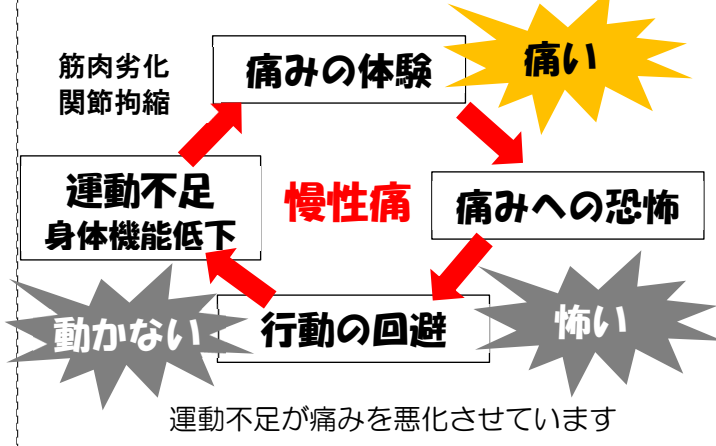 筋肉劣化
関節拘縮
痛みの体験
痛い
運動不足
身体機能低下
慢性痛
痛みへの恐怖
動かない
行動の回避
怖い
運動不足が痛みを悪化させています